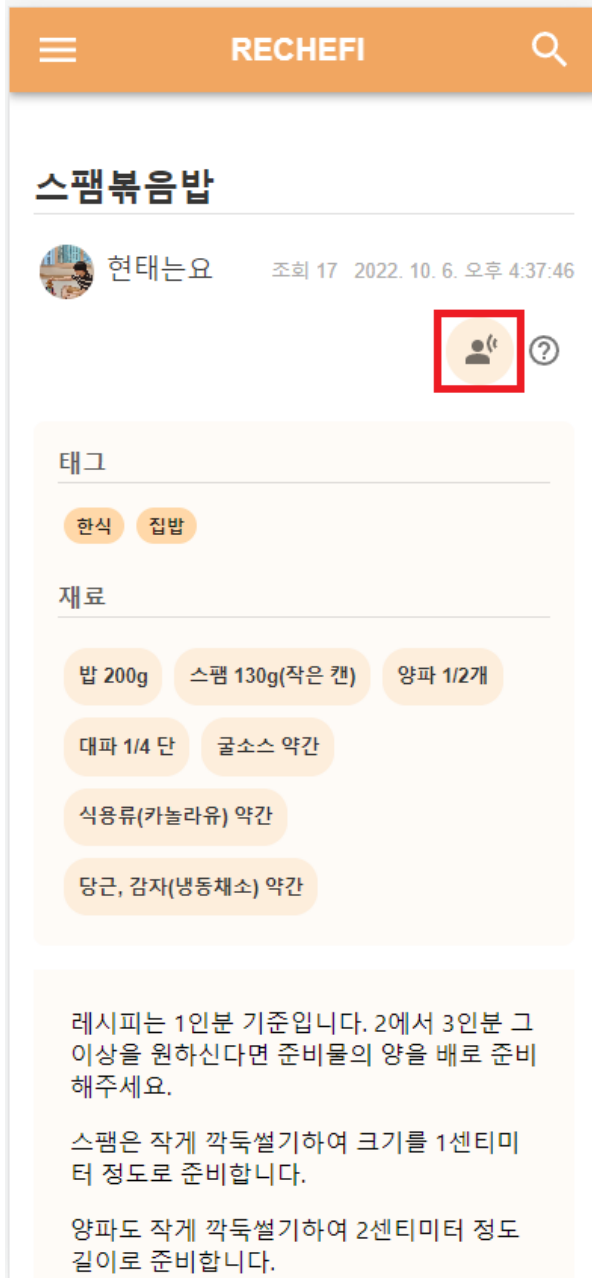 RECHEFI
스팸볶음밥
현태는요 조회 17 2022. 10. 6. 오후 4:37:46
태그
한식 집밥
재료
밥 200g 스팸 130g(작은 캔) 양파 1/2개
대파 1/4 단 굴소스 약간
식용류(카놀라유) 약간
당근, 감자(냉동채소) 약간
레시피는 1인분 기준입니다. 2에서 3인분 그
이상을 원하신다면 준비물의 양을 배로 준비
해주세요.
스팸은 작게 깍둑썰기하여 크기를 1센티미
터 정도로 준비합니다.
양파도 작게 깍둑썰기하여 2센티미터 정도
길이로 준비합니다.